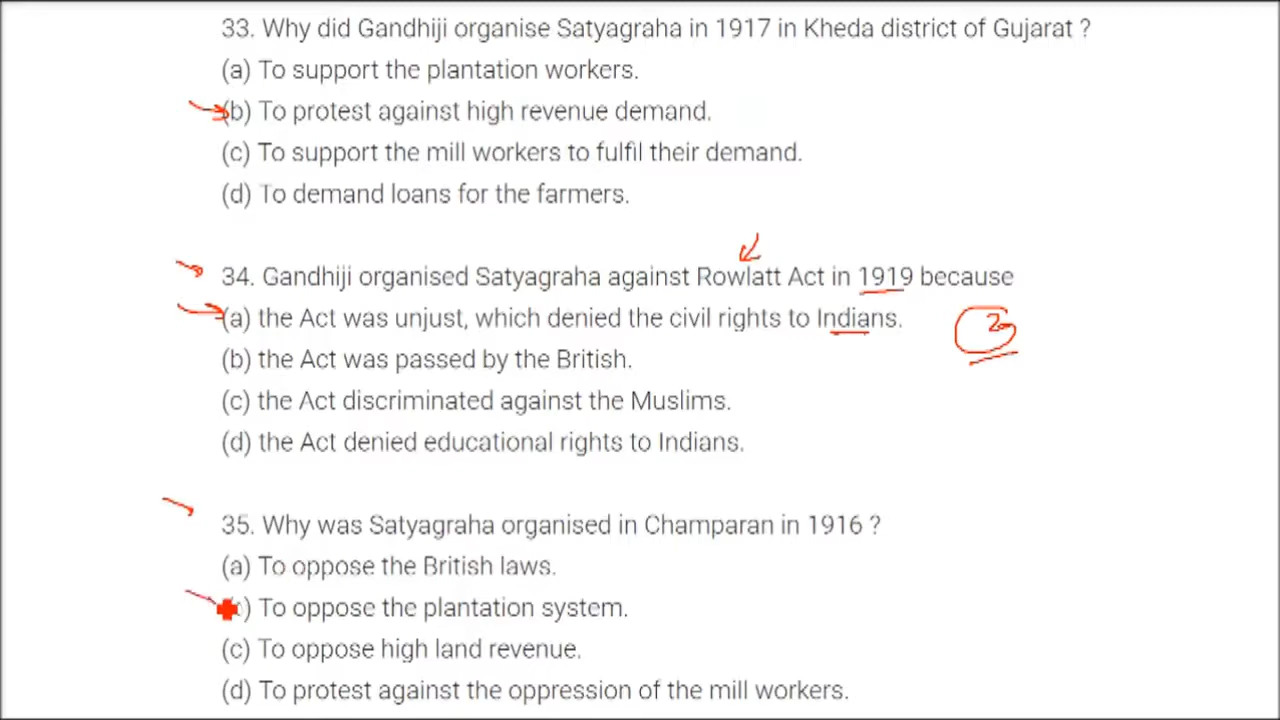 33. Why did Gandhiji organise Satyagraha in 1917 in Kheda district of Gujarat ?
(a) To support the plantation workers.
(b) To protest against high revenue demand.
(c) To support the mill workers to fulfil their demand.
(d) To demand loans for the farmers.
34. Gandhiji organised Satyagraha against Rowlatt Act in 1919 because
(a) the Act was unjust, which denied the civil rights to Indians.
(b) the Act was passed by the British.
(c) the Act discriminated against the Muslims.
(d) the Act denied educational rights to Indians.
35. Why was Satyagraha organised in Champaran in 1916 ?
(a) To oppose the British laws.
) To oppose the plantation system.
(c) To oppose high land revenue.
(d) To protest against the oppression of the mill workers.